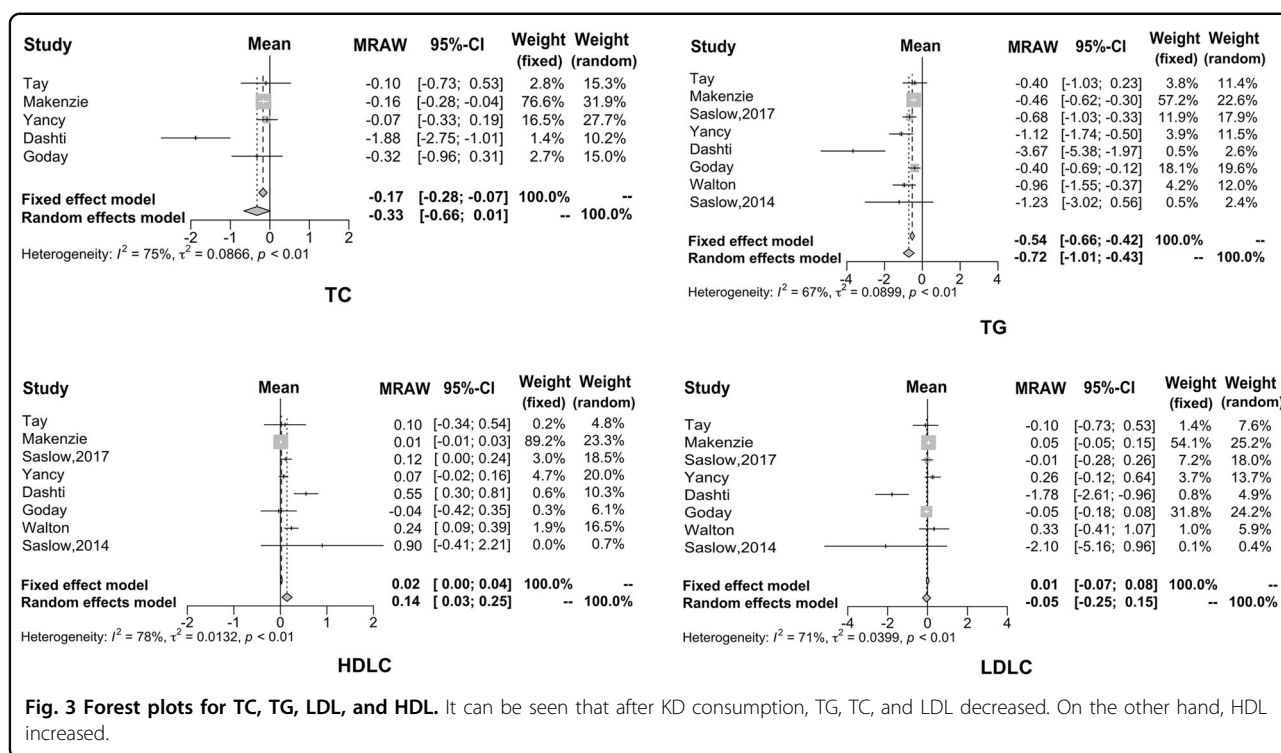 Study Mean MRAW 95%-CI Weight Weight
(fixed) (random)
Tay -0.10 [-0.73; 0.53] 2.8% 15.3%
Makenzie -0.16 [-0.28; -0.04] 76.6% 31.9%
Yancy -0.07 [-0.33; 0.19] 16.5% 27.7%
Dashti -1.88 [-2.75; -1.01] 1.4% 10.2%
Goday -0.32 [-0.96; 0.31] 2.7% 15.0%
Fixed effect model -0.17 [-0.28; -0.07] 100.0% --
Random effects model -0.33 [-0.66; 0.01] -- 100.0%
-2 -1 0 1 2
Heterogeneity: I² = 75%, τ² = 0.0866, p < 0.01
TC
Study Mean MRAW 95%-CI Weight Weight
(fixed) (random)
Tay -0.40 [-1.03; 0.23] 3.8% 11.4%
Makenzie -0.46 [-0.62; -0.30] 57.2% 22.6%
Saslow,2017 -0.68 [-1.03; -0.33] 11.9% 17.9%
Yancy -1.12 [-1.74; -0.50] 3.9% 11.5%
Dashti -3.67 [-5.38; -1.97] 0.5% 2.6%
Goday -0.40 [-0.69; -0.12] 18.1% 19.6%
Walton -0.96 [-1.55; -0.37] 4.2% 12.0%
Saslow,2014 -1.23 [-3.02; 0.56] 0.5% 2.4%
Fixed effect model -0.54 [-0.66; -0.42] 100.0% --
Random effects model -0.72 [-1.01; -0.43] -- 100.0%
-4 -2 0 2 4
Heterogeneity: I² = 67%, τ² = 0.0899, p < 0.01
TG
Study Mean MRAW 95%-CI Weight Weight
(fixed) (random)
Tay 0.10 [-0.34; 0.54] 0.2% 4.8%
Makenzie 0.01 [-0.01; 0.03] 89.2% 23.3%
Saslow,2017 0.12 [ 0.00; 0.24] 3.0% 18.5%
Yancy 0.07 [-0.02; 0.16] 4.7% 20.0%
Dashti 0.55 [ 0.30; 0.81] 0.6% 10.3%
Goday -0.04 [-0.42; 0.35] 0.3% 6.1%
Walton 0.24 [ 0.09; 0.39] 1.9% 16.5%
Saslow,2014 0.90 [-0.41; 2.21] 0.0% 0.7%
Fixed effect model 0.02 [ 0.00; 0.04] 100.0% --
Random effects model 0.14 [ 0.03; 0.25] -- 100.0%
-2 -1 0 1 2
Heterogeneity: I² = 78%, τ² = 0.0132, p < 0.01
HDLC
Study Mean MRAW 95%-CI Weight Weight
(fixed) (random)
Tay -0.10 [-0.73; 0.53] 1.4% 7.6%
Makenzie 0.05 [-0.05; 0.15] 54.1% 25.2%
Saslow,2017 -0.01 [-0.28; 0.26] 7.2% 18.0%
Yancy 0.26 [-0.12; 0.64] 3.7% 13.7%
Dashti -1.78 [-2.61; -0.96] 0.8% 4.9%
Goday -0.05 [-0.18; 0.08] 31.8% 24.2%
Walton 0.33 [-0.41; 1.07] 1.0% 5.9%
Saslow,2014 -2.10 [-5.16; 0.96] 0.1% 0.4%
Fixed effect model 0.01 [-0.07; 0.08] 100.0% --
Random effects model -0.05 [-0.25; 0.15] -- 100.0%
-4 -2 0 2 4
Heterogeneity: I² = 71%, τ² = 0.0399, p < 0.01
LDLC
Fig. 3 Forest plots for TC, TG, LDL, and HDL. It can be seen that after KD consumption, TG, TC, and LDL decreased. On the other hand, HDL
increased.